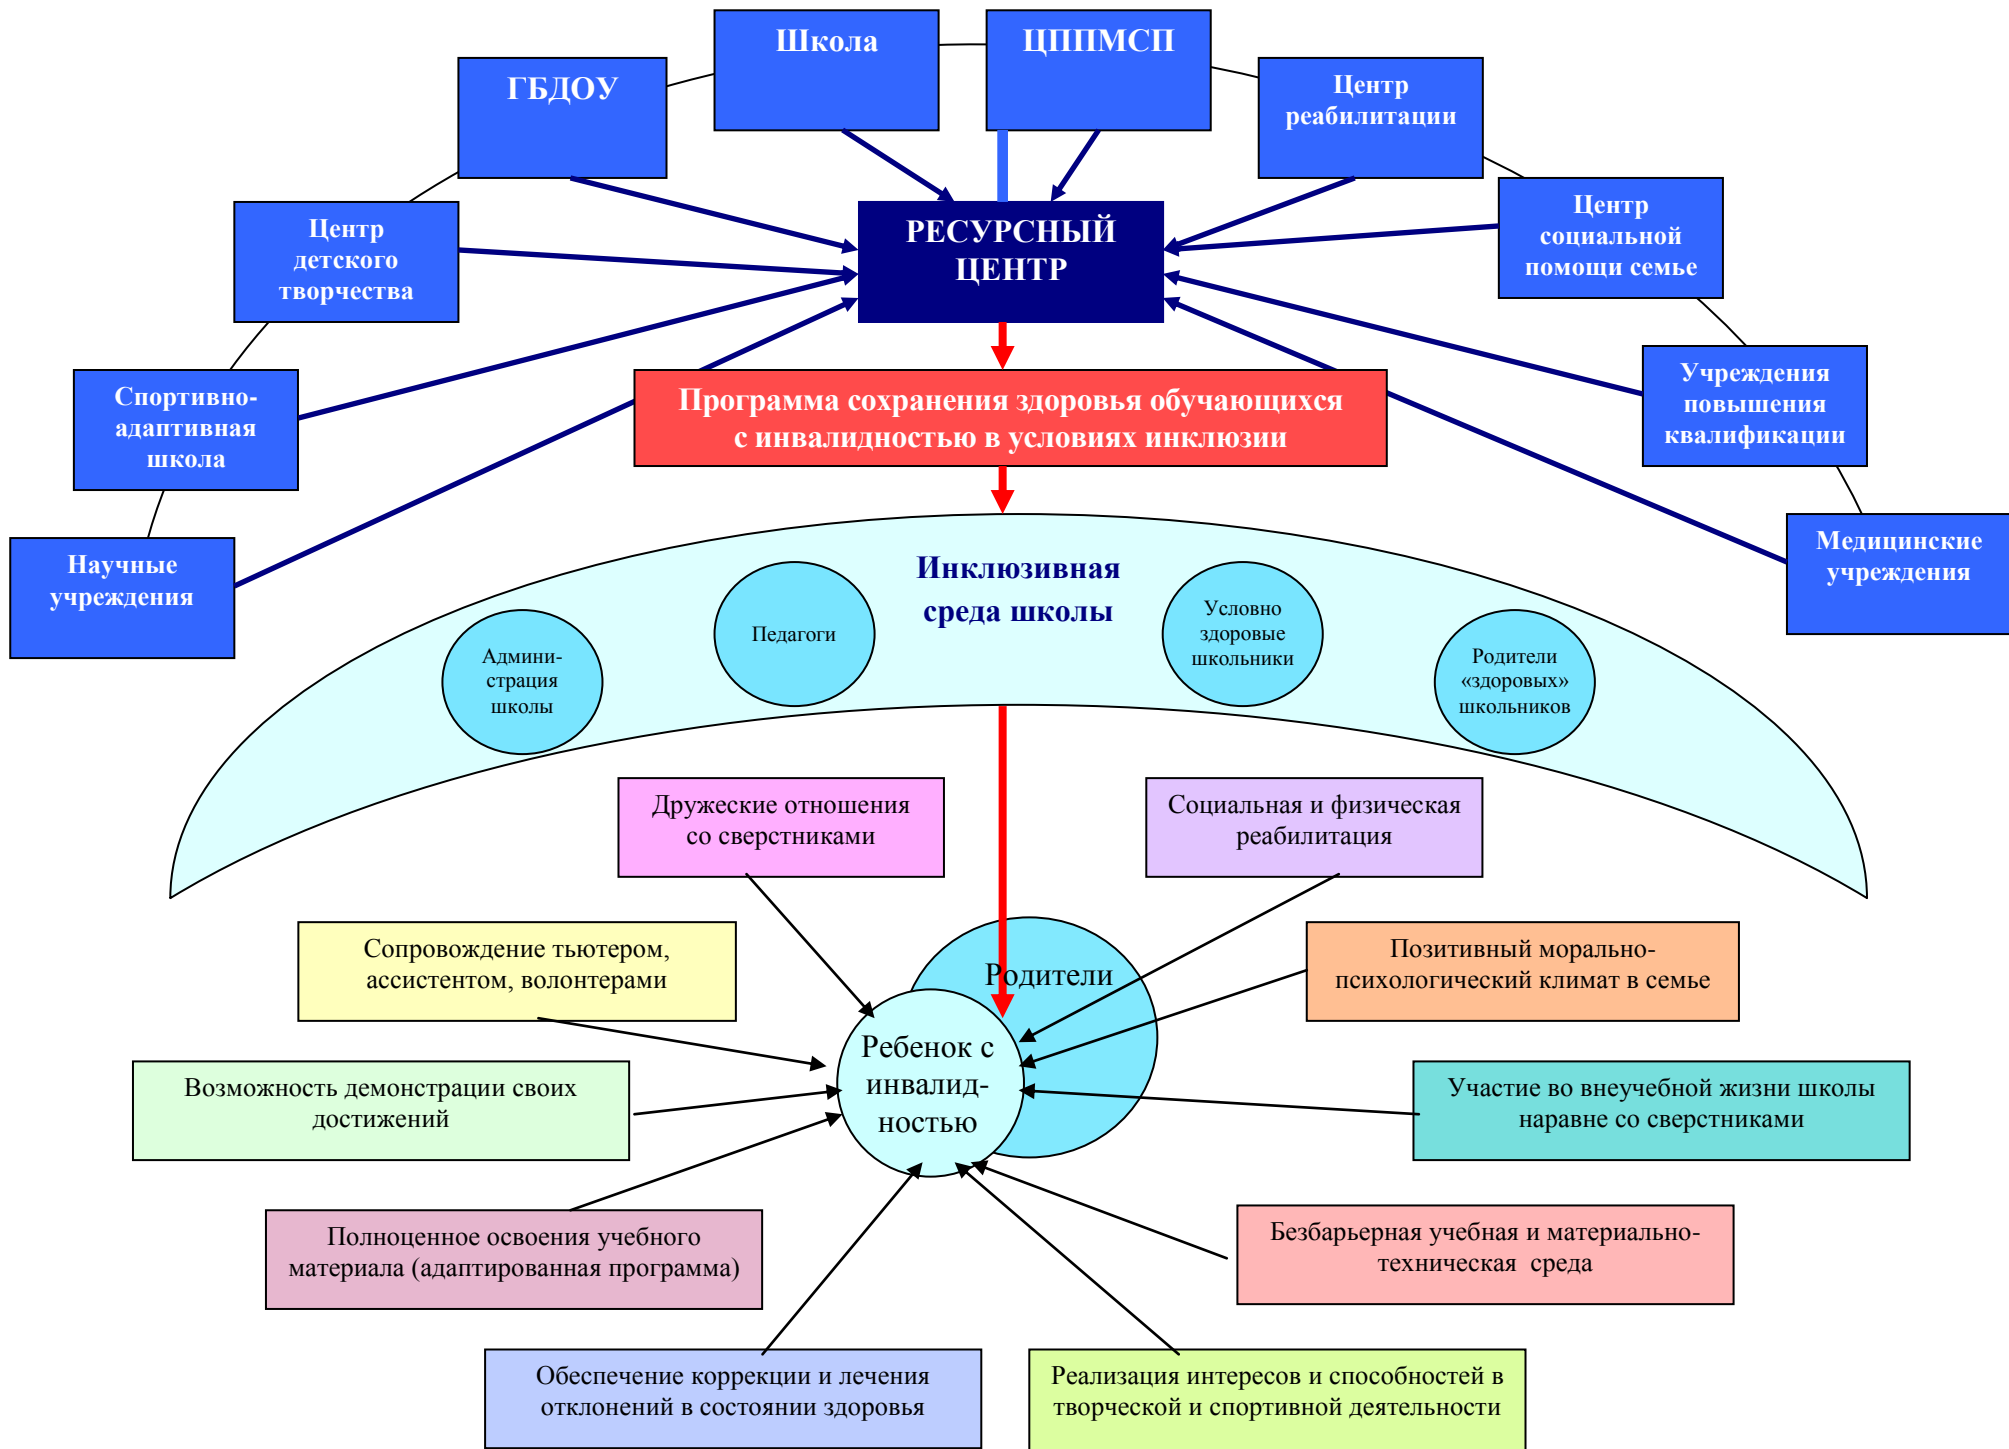 Школа
ЦППМСП
ГБДОУ
Центр
реабилитации
Центр
детского
творчества
РЕСУРСНЫЙ
ЦЕНТР
Центр
социальной
помощи семье
Спортивно-
адаптивная
школа
Программа сохранения здоровья обучающихся
с инвалидностью в условиях инклюзии
Учреждения
повышения
квалификации
Научные
учреждения
Медицинские
учреждения
Инклюзивная
среда школы
Админи-
страция
школы
Педагоги
Условно
здоровые
школьники
Родители
«здоровых»
школьников
Дружеские отношения
со сверстниками
Социальная и физическая
реабилитация
Сопровождение тьютером,
ассистентом, волонтерами
Родители
Позитивный морально-
психологический климат в семье
Ребенок с
инвалид-
ностью
Возможность демонстрации своих
достижений
Участие во внеучебной жизни школы
наравне со сверстниками
Полноценное освоения учебного
материала (адаптированная программа)
Безбарьерная учебная и материально-
техническая среда
Обеспечение коррекции и лечения
отклонений в состоянии здоровья
Реализация интересов и способностей в
творческой и спортивной деятельности